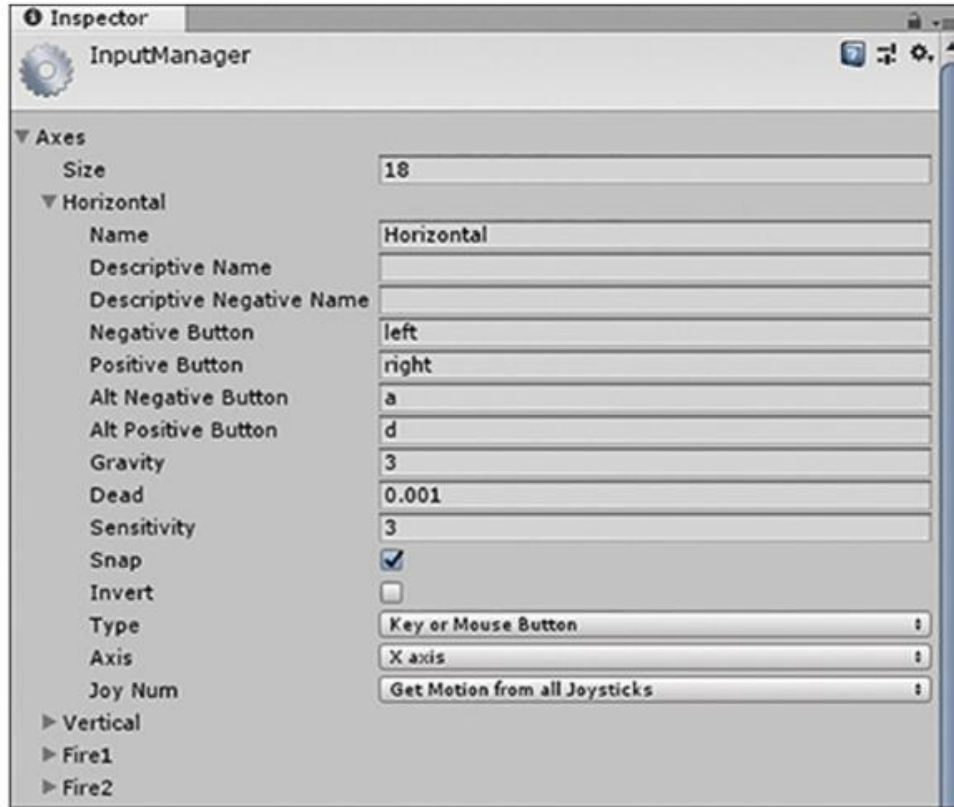 Inspector
InputManager
Axes
Size 18
Horizontal
Name Horizontal
Descriptive Name
Descriptive Negative Name
Negative Button left
Positive Button right
Alt Negative Button a
Alt Positive Button d
Gravity 3
Dead 0.001
Sensitivity 3
Snap
Invert
Type Key or Mouse Button
Axis X axis
Joy Num Get Motion from all Joysticks
Vertical
Fire1
Fire2